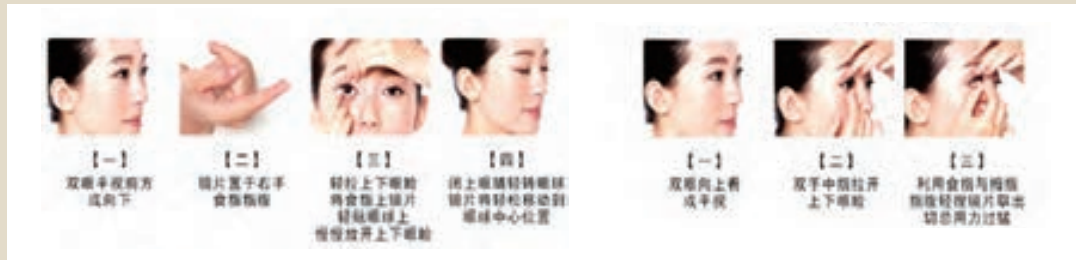 【一】
双眼平视前方
或向下
【二】
镜片置于右手
食指指腹
【三】
轻拉上下眼睑
将食指上镜片
轻贴眼球上
慢慢放开上下眼睑
【四】
闭上眼睛轻转眼球
镜片将轻松移动到
眼球中心位置
【一】
双眼向上看
或平视
【二】
双手中指拉开
上下眼睑
【三】
利用食指与拇指
指腹轻捏镜片取出
切忌用力过猛